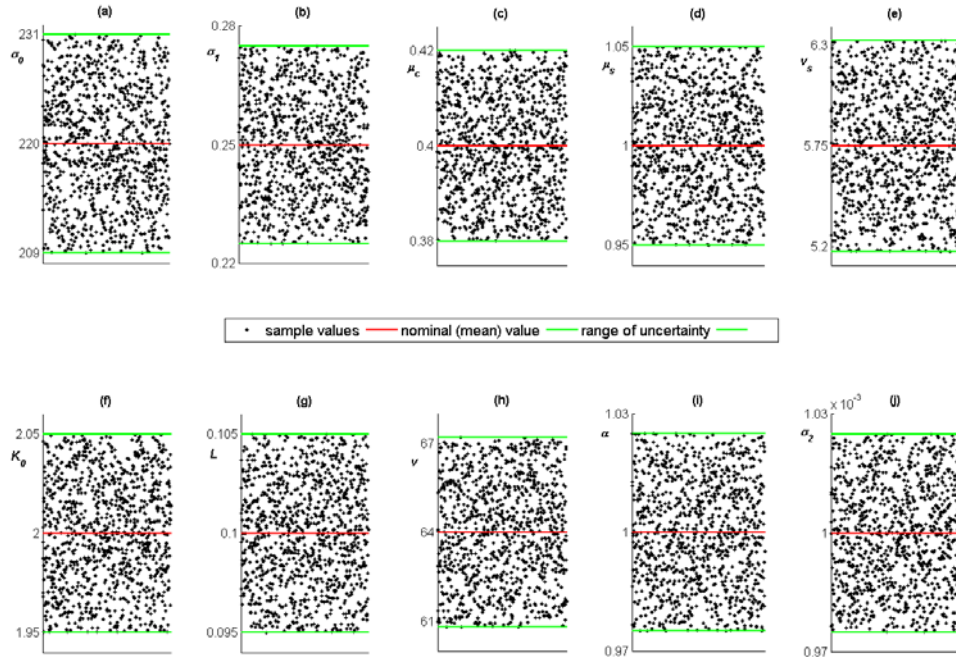 (a) (b) (c) (d) (e)
231
σ₀
220
209
0.28
σ₁
0.25
0.22
0.42
μc
0.4
0.38
1.05
μs
1
0.95
6.3
vs
5.75
5.2
sample values nominal (mean) value range of uncertainty
(f) (g) (h) (i) (j)
2.05
K₀
2
1.95
0.105
L
0.1
0.095
67
v
64
61
1.03
α
1
0.97
1.03 x 10⁻³
σ₂
1
0.97